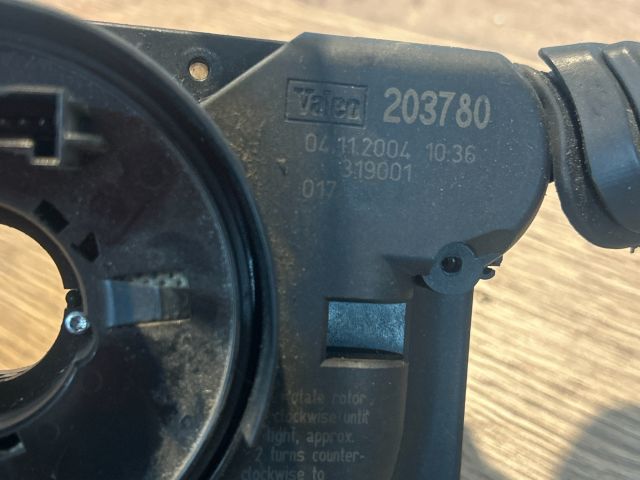 Valeo 203780
04.11.2004 10:36
319001
017
rotate rotor
clockwise until
tight, approx.
2 turns counter-
clockwise to